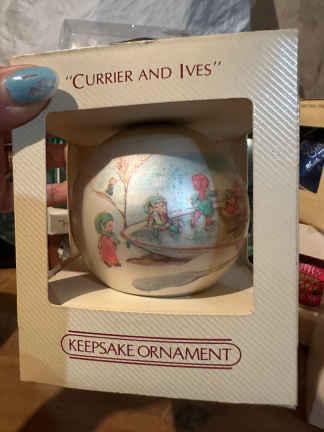 "CURRIER AND IVES"
KEEPSAKE ORNAMENT